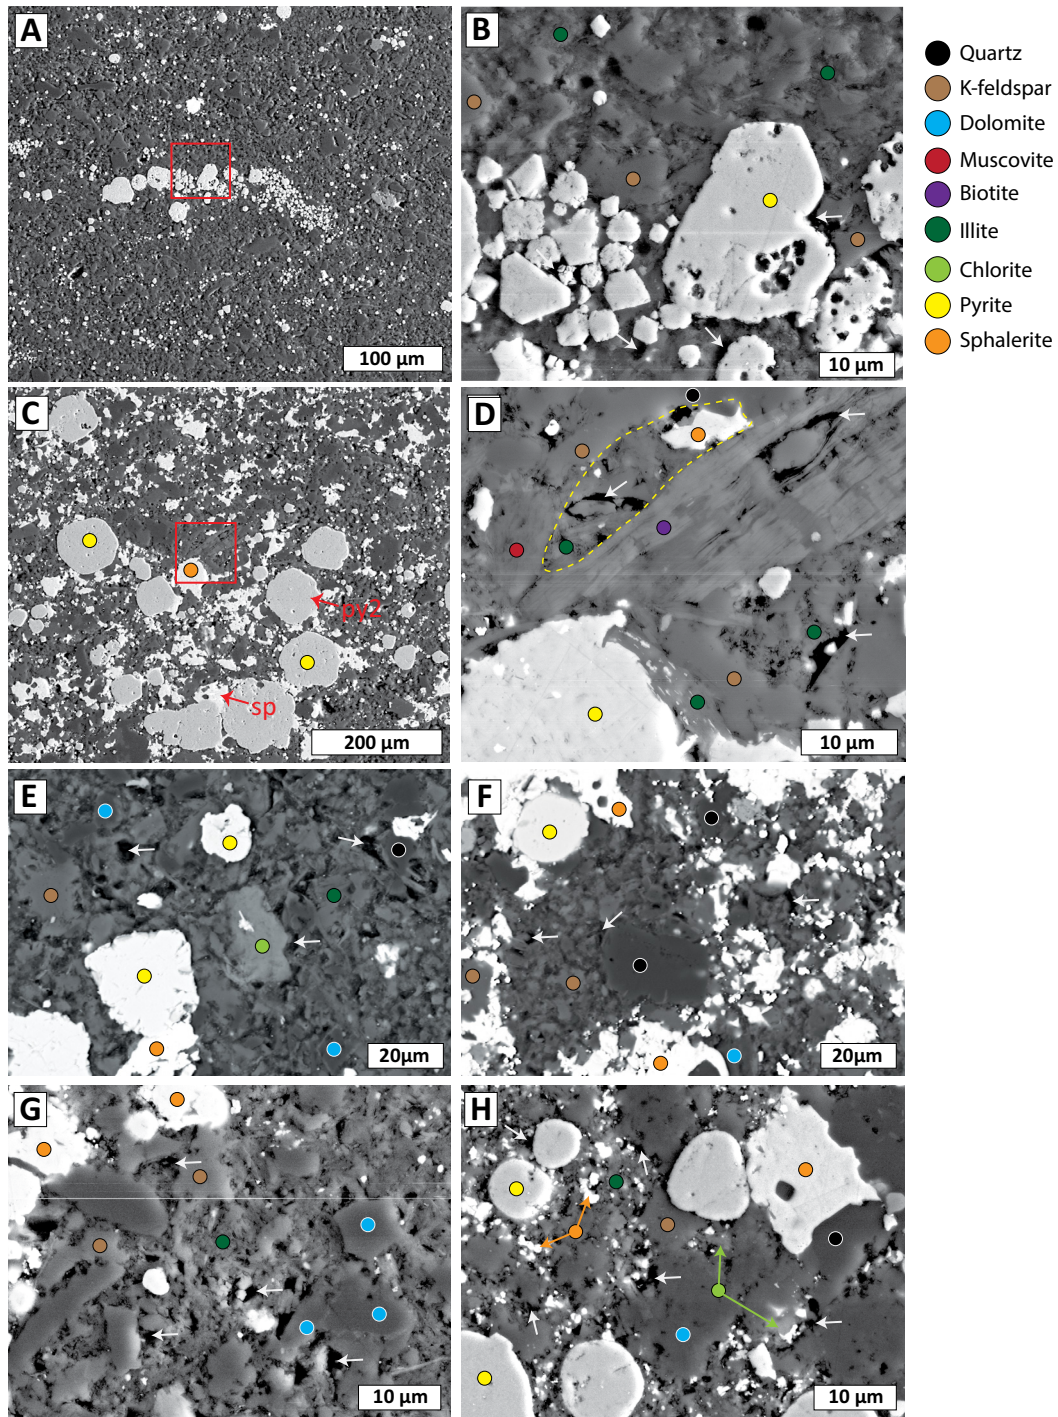 A
100 µm
B
10 µm
Quartz
K-feldspar
Dolomite
Muscovite
Biotite
Illite
Chlorite
Pyrite
Sphalerite
C
py2
sp
200 µm
D
10 µm
E
20µm
F
20µm
G
10 µm
H
10 µm